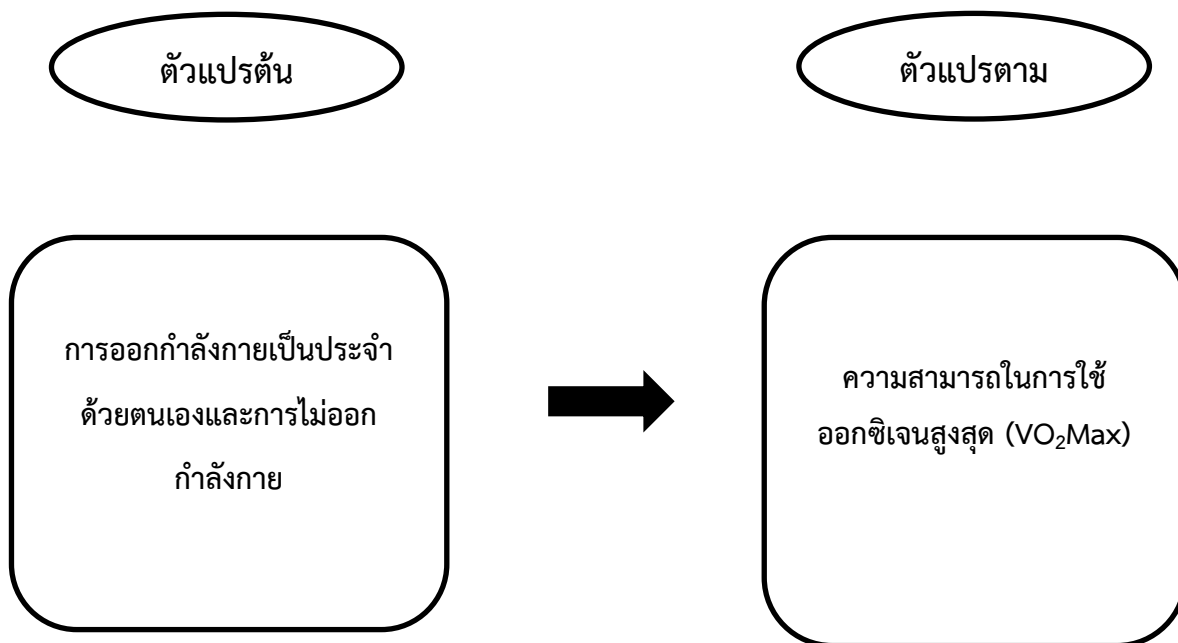 ตัวแปรต้น
ตัวแปรตาม
การออกกำลังกายเป็นประจำ
ด้วยตนเองและการไม่ออก
กำลังกาย
ความสามารถในการใช้
ออกซิเจนสูงสุด (VO₂Max)